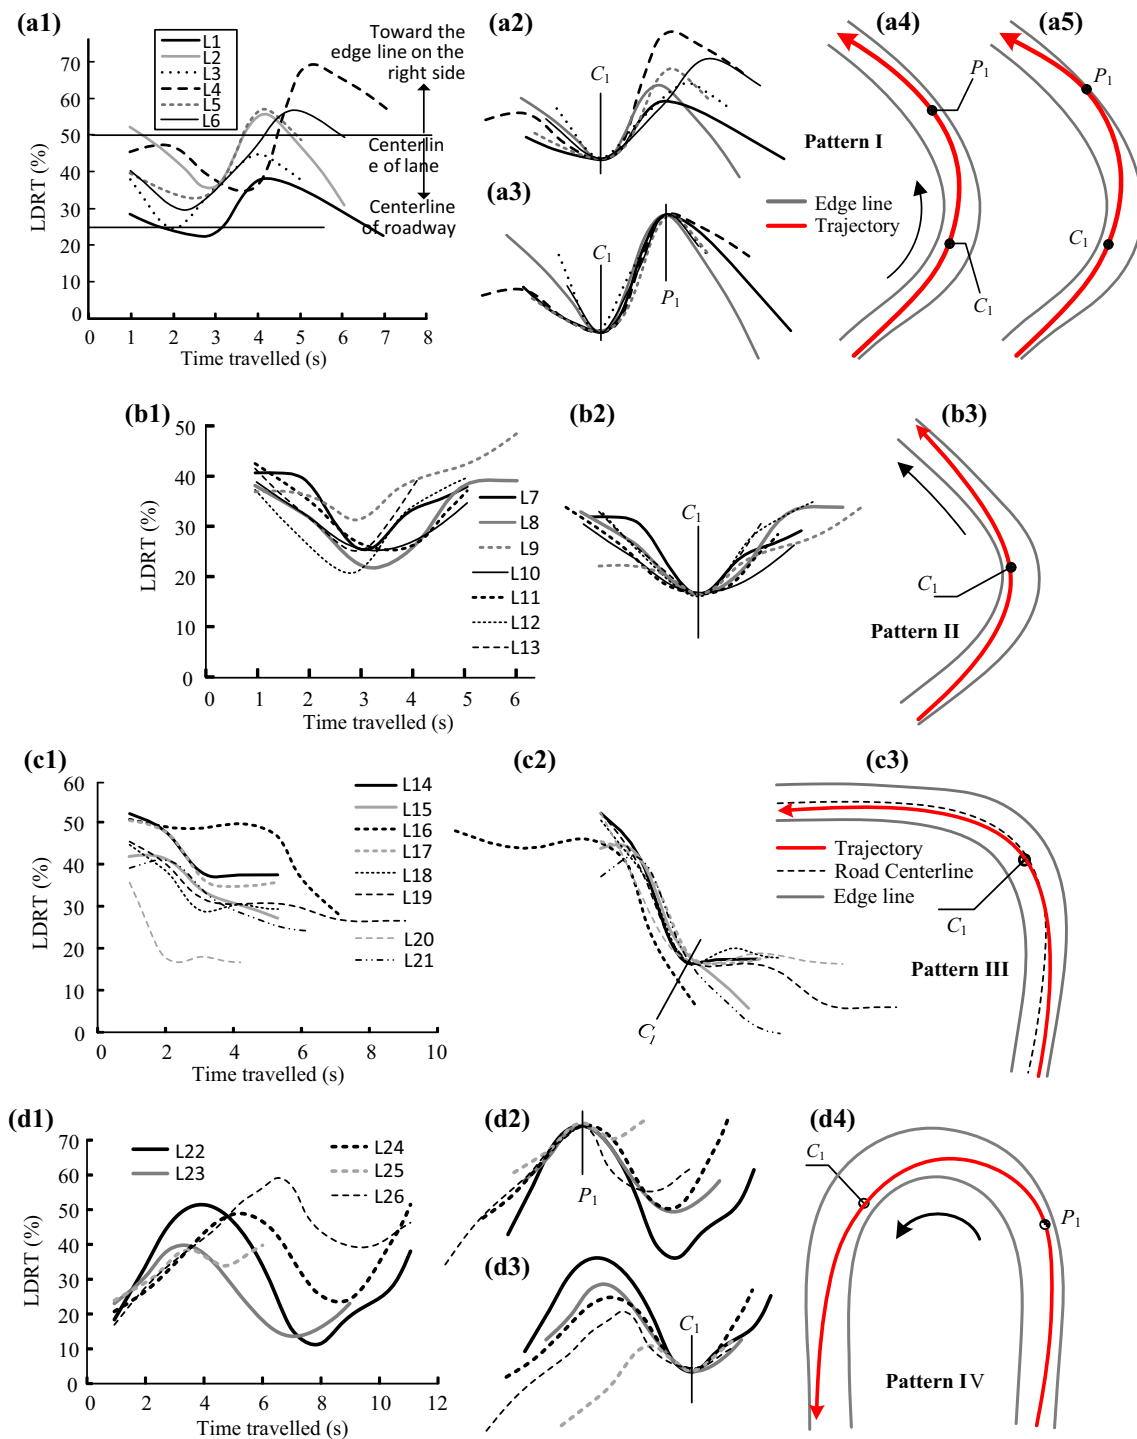 (a1)
Toward the
edge line on the
right side
L1
L2
L3
L4
L5
L6
Centerlin
e of lane
Centerline
of roadway
LDRT (%)
70
60
50
40
30
20
10
0
0 1 2 3 4 5 6 7 8
Time travelled (s)
(a2)
C1
(a3)
C1
P1
(a4)
P1
Pattern I
Edge line
Trajectory
C1
(a5)
P1
C1
(b1)
LDRT (%)
50
40
30
20
10
0
0 1 2 3 4 5 6
Time travelled (s)
L7
L8
L9
L10
L11
L12
L13
(b2)
C1
(b3)
C1
Pattern II
(c1)
LDRT (%)
60
50
40
30
20
10
0
0 2 4 6 8 10
Time travelled (s)
L14
L15
L16
L17
L18
L19
L20
L21
(c2)
C1
(c3)
Trajectory
Road Centerline
Edge line
C1
Pattern III
(d1)
LDRT (%)
70
60
50
40
30
20
10
0
0 2 4 6 8 10 12
Time travelled (s)
L22
L23
L24
L25
L26
(d2)
P1
(d3)
C1
(d4)
C1
P1
Pattern IV